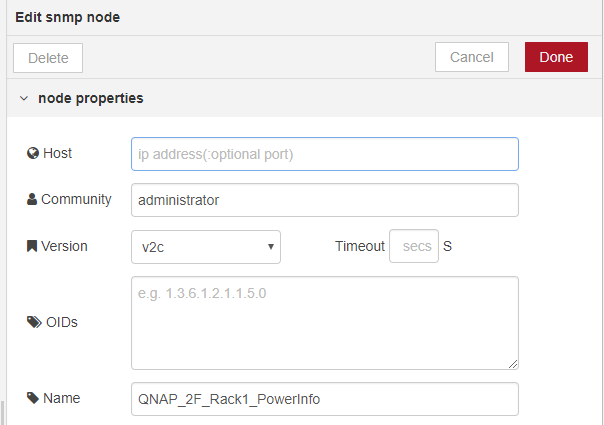 Edit snmp node
Delete
Cancel
Done
node properties
Host
ip address(:optional port)
Community
administrator
Version
v2c
Timeout
secs
S
OIDs
e.g. 1.3.6.1.2.1.1.5.0
Name
QNAP_2F_Rack1_PowerInfo